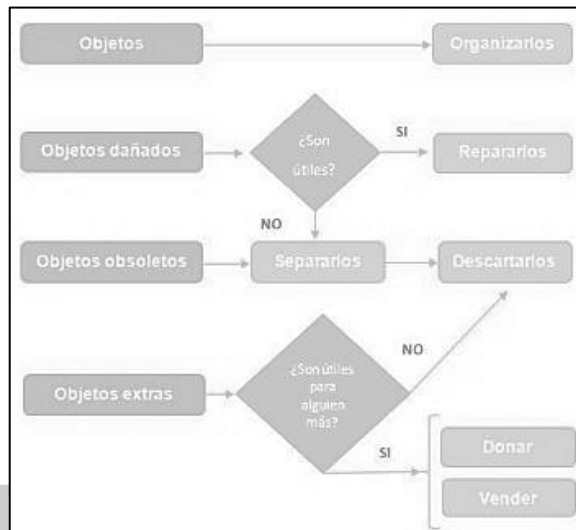 Objetos
Organizarlos
Objetos dañados
¿Son
útiles?
SI
Repararlos
NO
Objetos obsoletos
Separarlos
Descartarlos
Objetos extras
¿Son útiles
para
alguien
más?
NO
SI
Donar
Vender